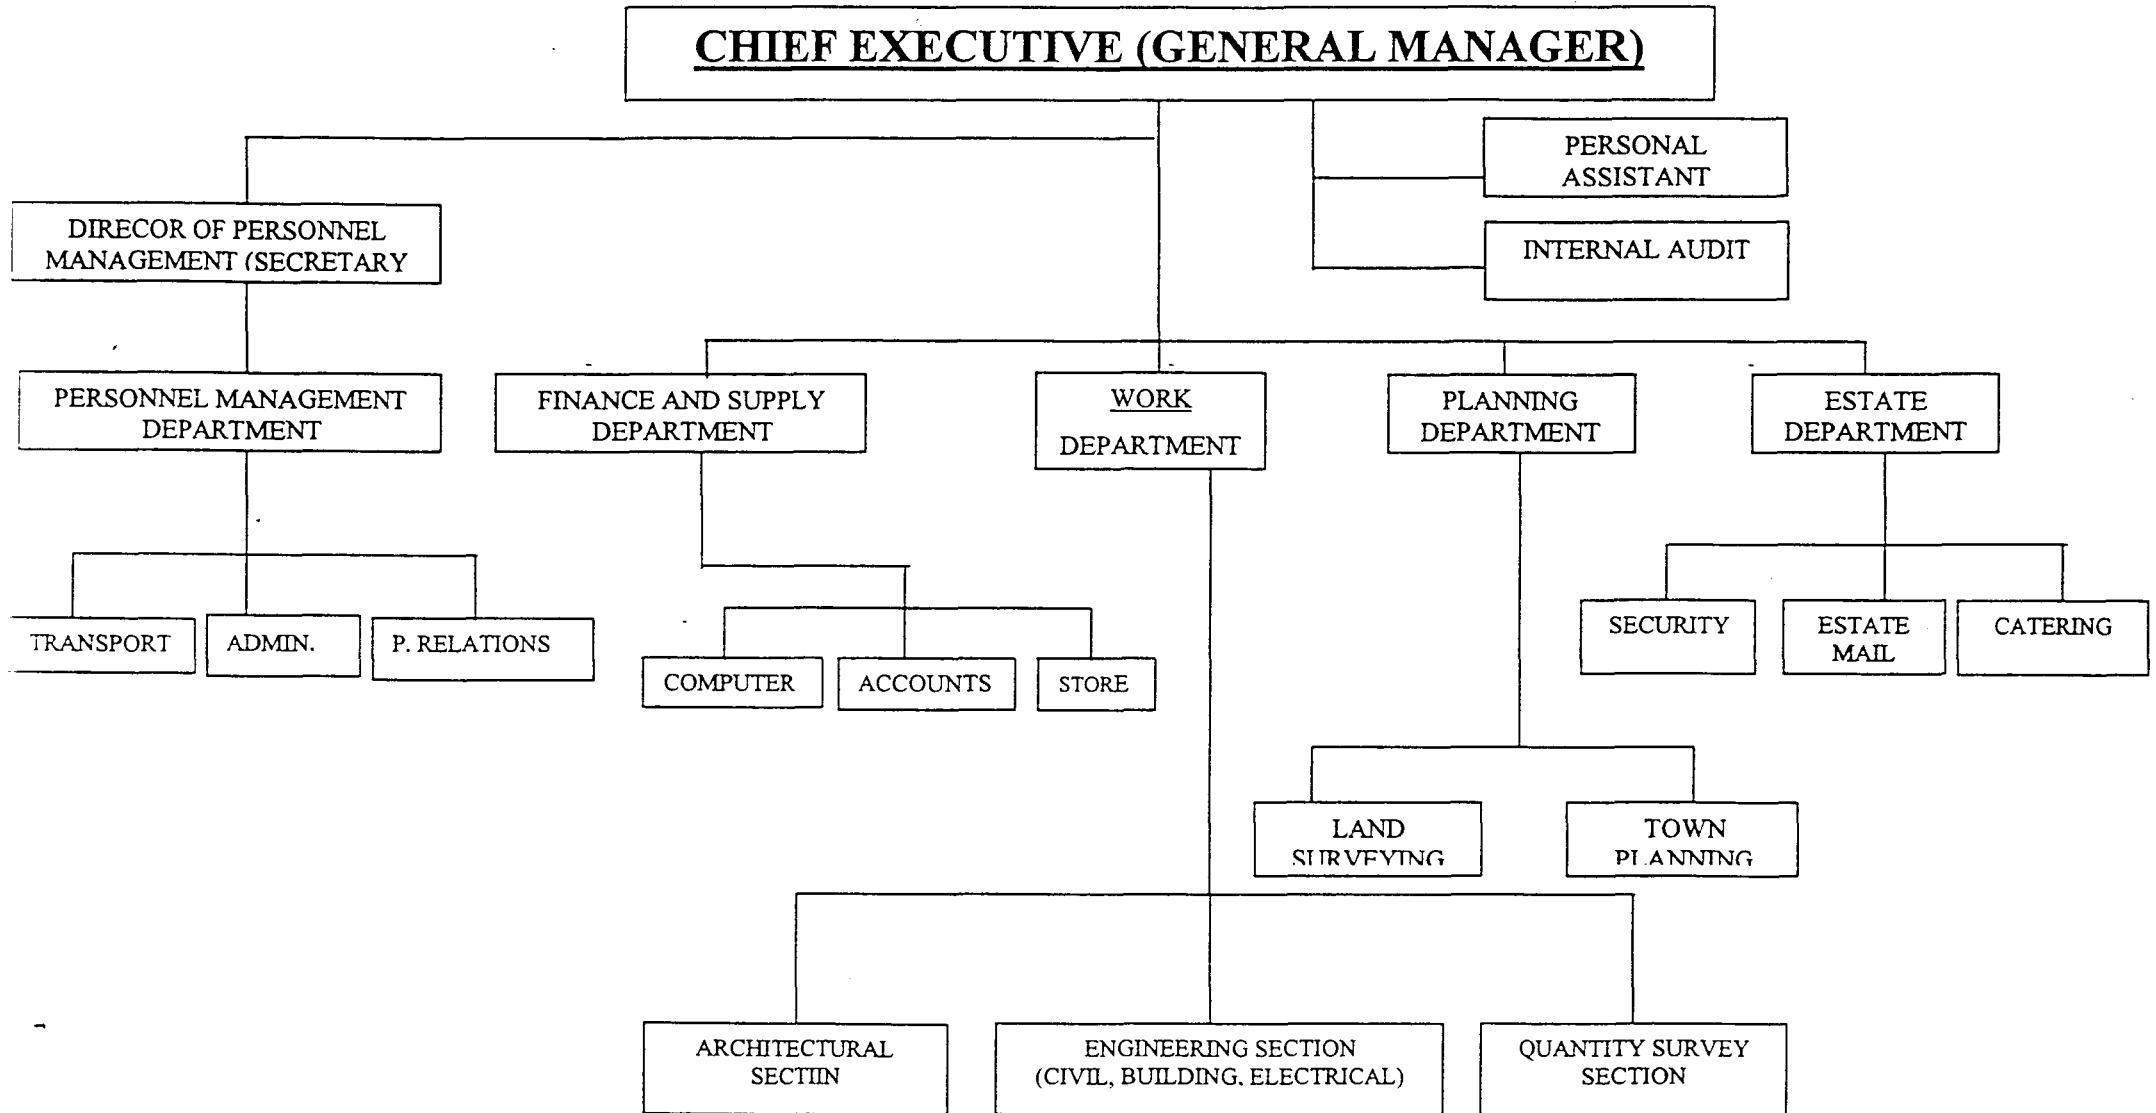 CHIEF EXECUTIVE (GENERAL MANAGER)
PERSONAL
ASSISTANT
DIRECOR OF PERSONNEL
MANAGEMENT (SECRETARY
INTERNAL AUDIT
PERSONNEL MANAGEMENT
DEPARTMENT
FINANCE AND SUPPLY
DEPARTMENT
WORK
DEPARTMENT
PLANNING
DEPARTMENT
ESTATE
DEPARTMENT
TRANSPORT
ADMIN.
P. RELATIONS
COMPUTER
ACCOUNTS
STORE
SECURITY
ESTATE
MAIL
CATERING
LAND
SURVEYING
TOWN
PLANNING
ARCHITECTURAL
SECTIIN
ENGINEERING SECTION
(CIVIL, BUILDING, ELECTRICAL)
QUANTITY SURVEY
SECTION